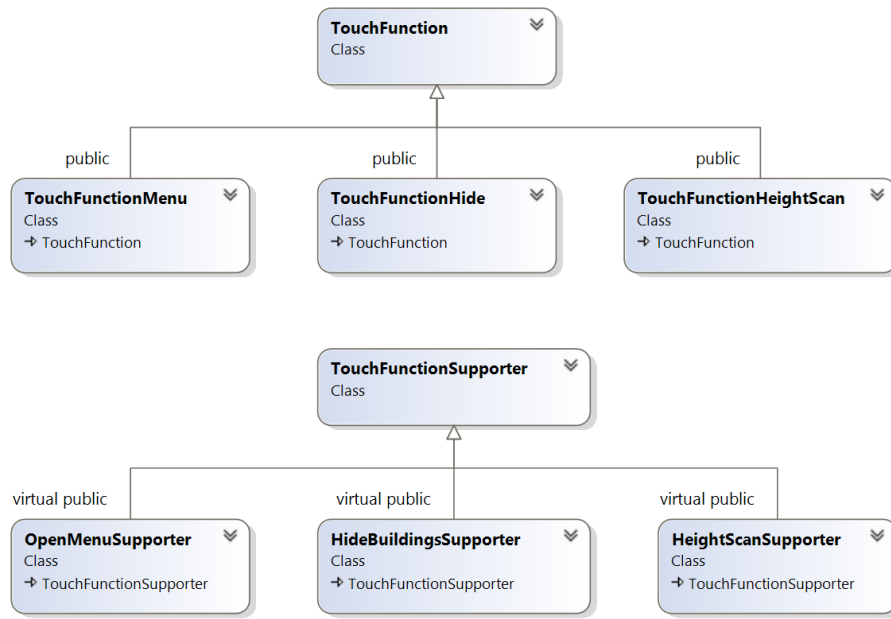 TouchFunction
Class
public
public
public
TouchFunctionMenu
Class
TouchFunction
TouchFunctionHide
Class
TouchFunction
TouchFunctionHeightScan
Class
TouchFunction
TouchFunctionSupporter
Class
virtual public
virtual public
virtual public
OpenMenuSupporter
Class
TouchFunctionSupporter
HideBuildingsSupporter
Class
TouchFunctionSupporter
HeightScanSupporter
Class
TouchFunctionSupporter